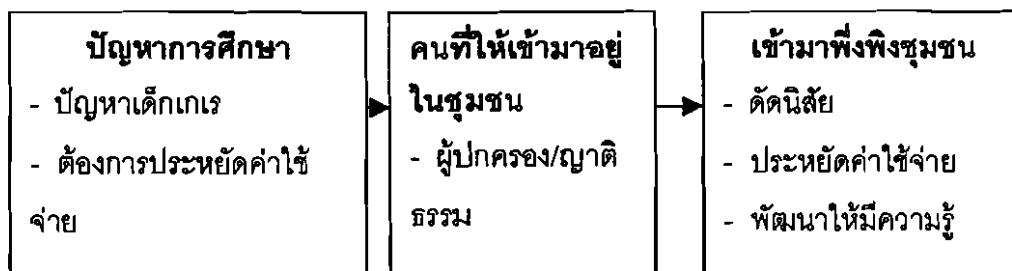 ปัญหาการศึกษา
- ปัญหาเด็กเกเร
- ต้องการประหยัดค่าใช้
จ่าย
คนที่ให้เข้ามาอยู่
ในชุมชน
- ผู้ปกครอง/ญาติ
ธรรม
เข้ามาพึ่งพิงชุมชน
- ดัดนิสัย
- ประหยัดค่าใช้จ่าย
- พัฒนาให้มีความรู้